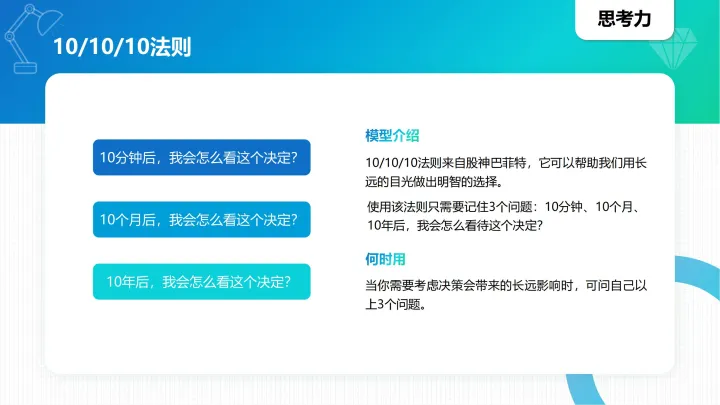 思考力
10/10/10法则
10分钟后，我会怎么看这个决定？
10个月后，我会怎么看这个决定？
10年后，我会怎么看这个决定？
模型介绍
10/10/10法则来自股神巴菲特，它可以帮助我们用长
远的目光做出明智的选择。
使用该法则只需要记住3个问题：10分钟、10个月、
10年后，我会怎么看待这个决定？
何时用
当你需要考虑决策会带来的长远影响时，可问自己以
上3个问题。